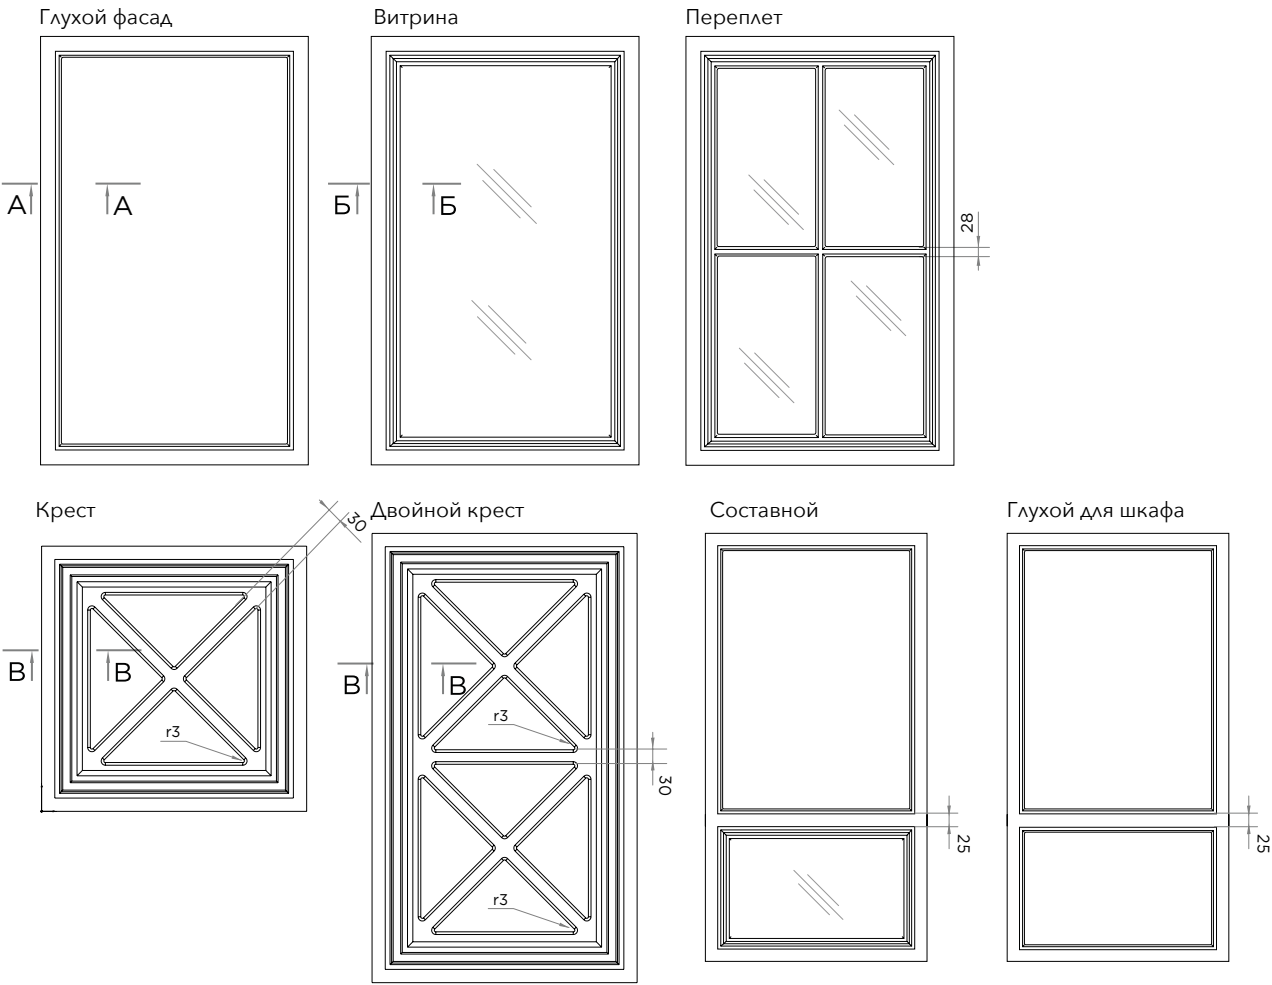 Глухой фасад
Витрина
Переплет
А
А
Б
Б
28
Крест
Двойной крест
Составной
Глухой для шкафа
30
В
В
r3
В
В
r3
30
r3
25
25